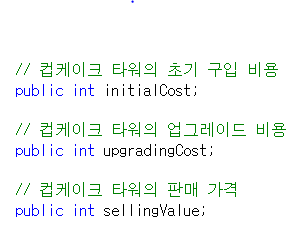 // 컵케이크 타워의 초기 구입 비용
public int initialCost;
// 컵케이크 타워의 업그레이드 비용
public int upgradingCost;
// 컵케이크 타워의 판매 가격
public int sellingValue;